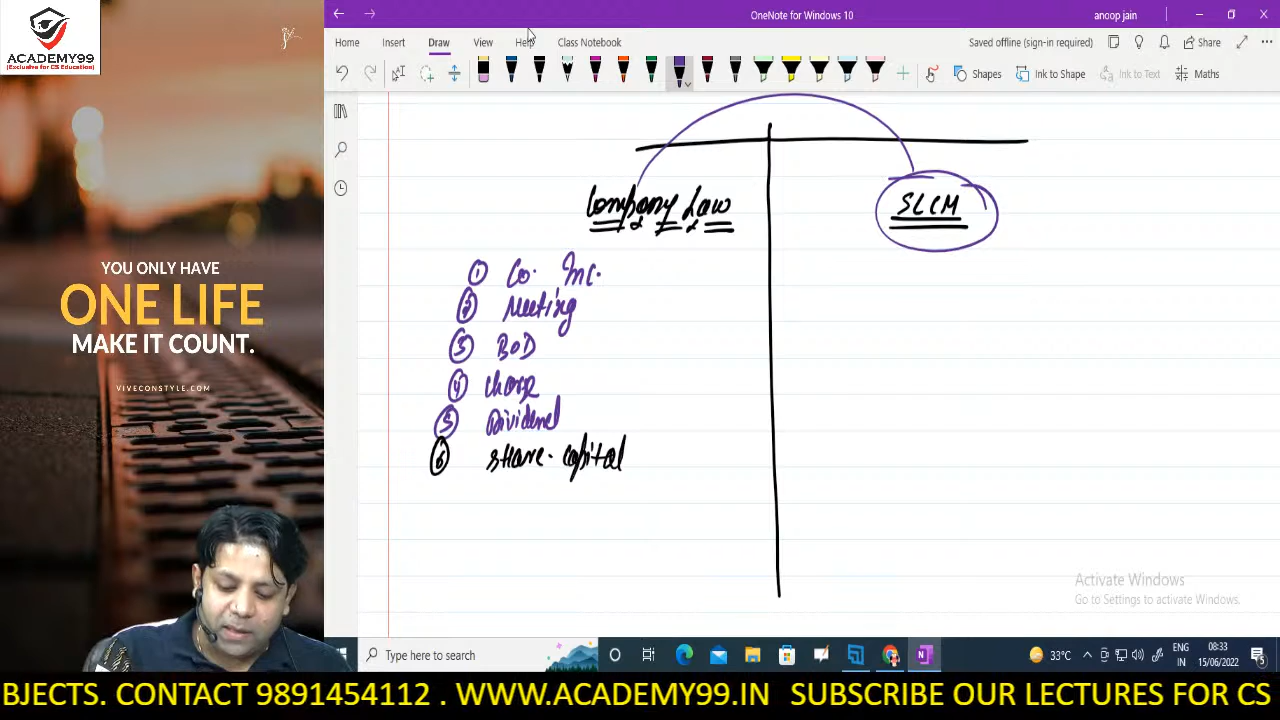 ACADEMY99
(Exclusive for CS Education)
YOU ONLY HAVE
ONE LIFE
MAKE IT COUNT.
VIVECONSTYLE.COM
OneNote for Windows 10
anoop jain
Home Insert Draw View Help Class Notebook
Saved offline (sign-in required)
Share
Shapes
Ink to Shape
Ink to Text
Maths
Company Law
SLCM
① Co. Inc.
② Meeting
③ BOD
④ Charge
⑤ Dividend
⑥ Share capital
Activate Windows
Go to Settings to activate Windows.
Type here to search
33°C
ENG
IN
08:33
15/06/2022
5
BJECTS. CONTACT 9891454112 . WWW.ACADEMY99.IN SUBSCRIBE OUR LECTURES FOR CS